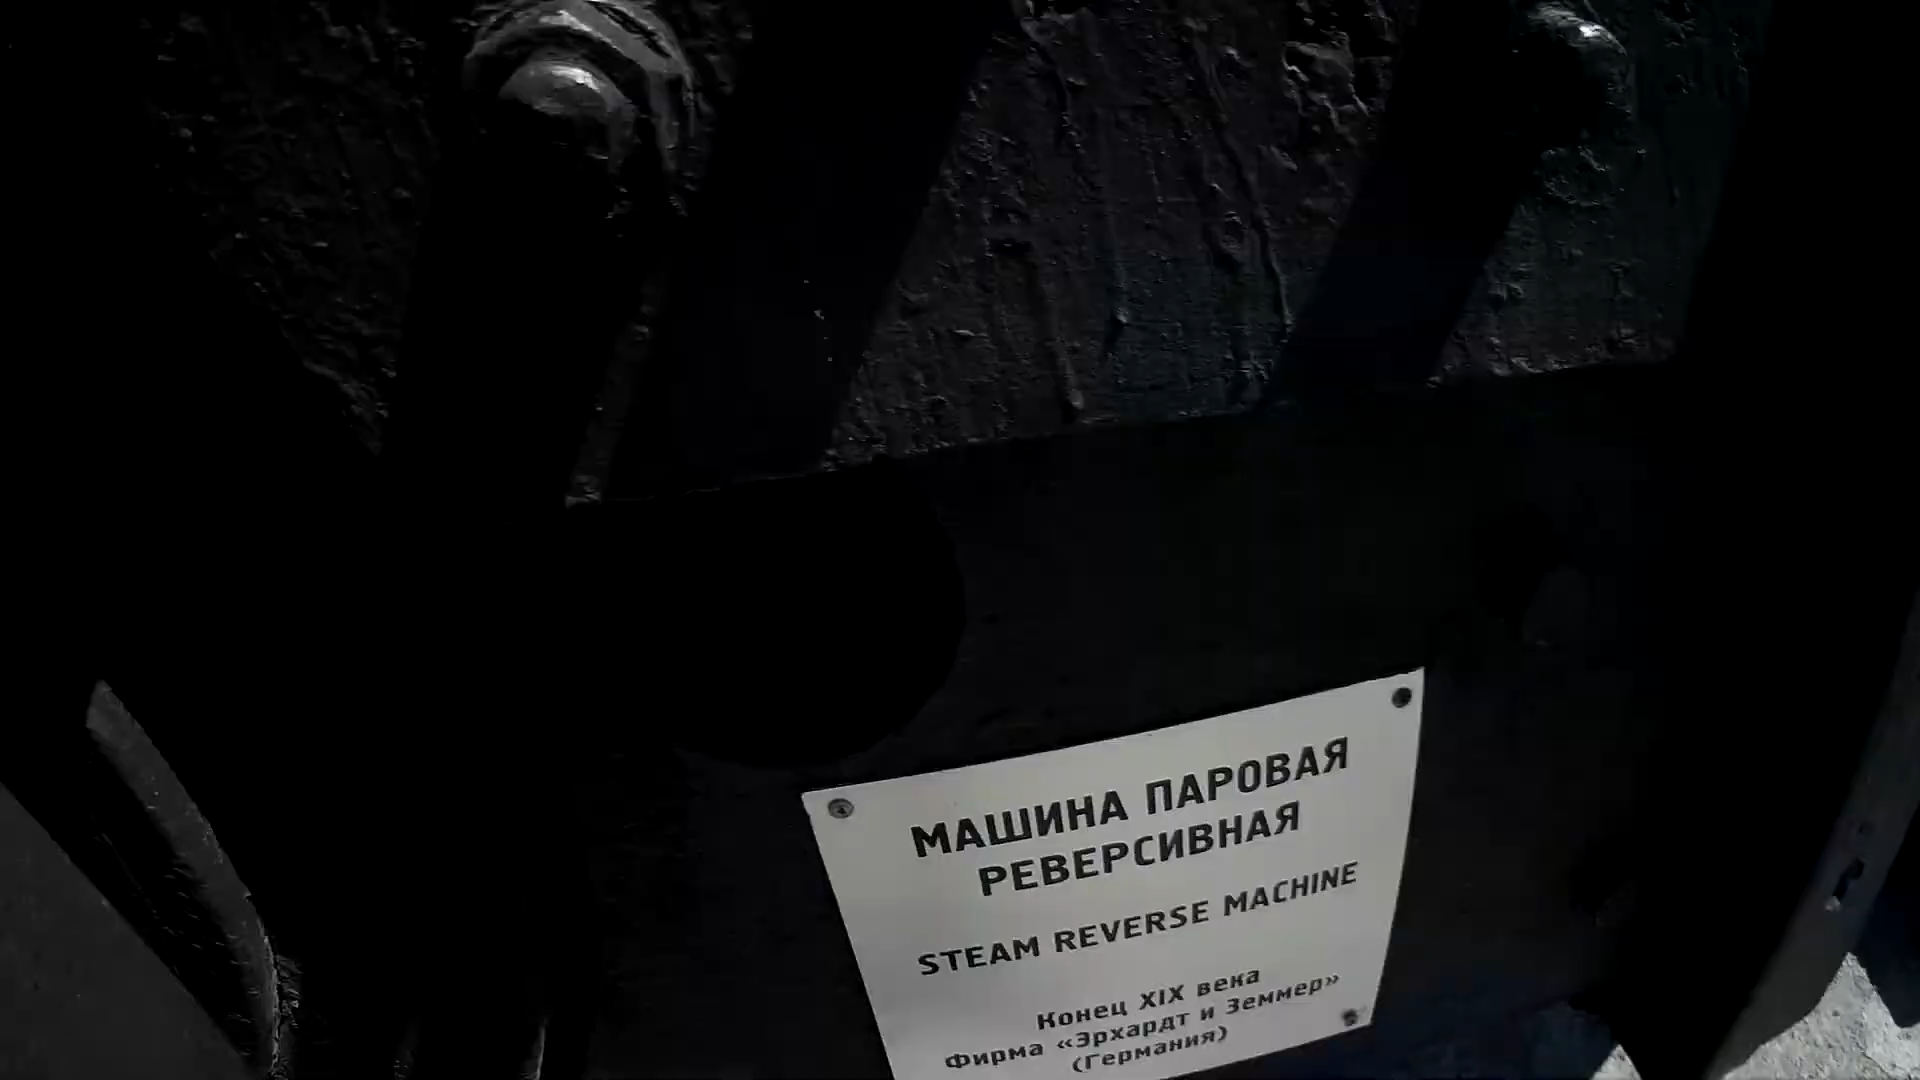 МАШИНА ПАРОВАЯ
РЕВЕРСИВНАЯ
STEAM REVERSE MACHINE
Конец XIX века
Фирма «Эрхардт и Земмер»
(Германия)